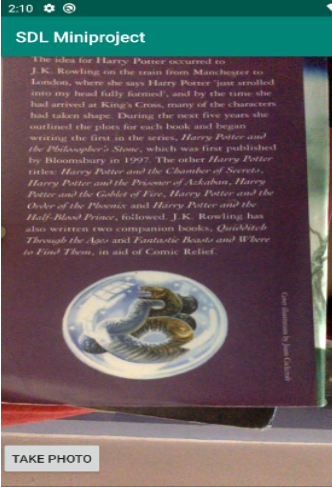 2:10
SDL Miniproject
The idea for Harry Potter occurred to
J.K. Rowling on the train from Manchester to
London, where she says Harry Potter 'just strolled
into my head fully formed', and by the time she
had arrived at King's Cross, many of the characters
had taken shape. During the next five years she
outlined the plots for each book and began
writing the first in the series, Harry Potter and
the Philosopher's Stone, which was first published
by Bloomsbury in 1997. The other Harry Potter
titles: Harry Potter and the Chamber of Secrets,
Harry Potter and the Prisoner of Azkaban, Harry
Potter and the Goblet of Fire, Harry Potter and the
Order of the Phoenix and Harry Potter and the
Half-Blood Prince, followed. J.K. Rowling has
also written two companion books, Quidditch
Through the Ages and Fantastic Beasts and Where
to Find Them, in aid of Comic Relief.
Cover illustration by Jason Cockcroft
TAKE PHOTO